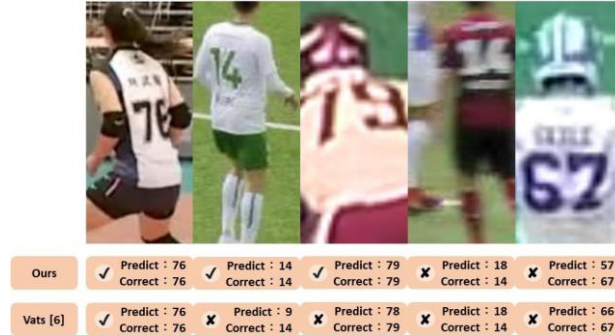 76
14
79
67
Ours
✓ Predict : 76
Correct : 76
✓ Predict : 14
Correct : 14
✓ Predict : 79
Correct : 79
✘ Predict : 18
Correct : 14
✘ Predict : 57
Correct : 67
Vats [6]
✓ Predict : 76
Correct : 76
✘ Predict : 9
Correct : 14
✘ Predict : 78
Correct : 79
✘ Predict : 18
Correct : 14
✘ Predict :
Correct : 67